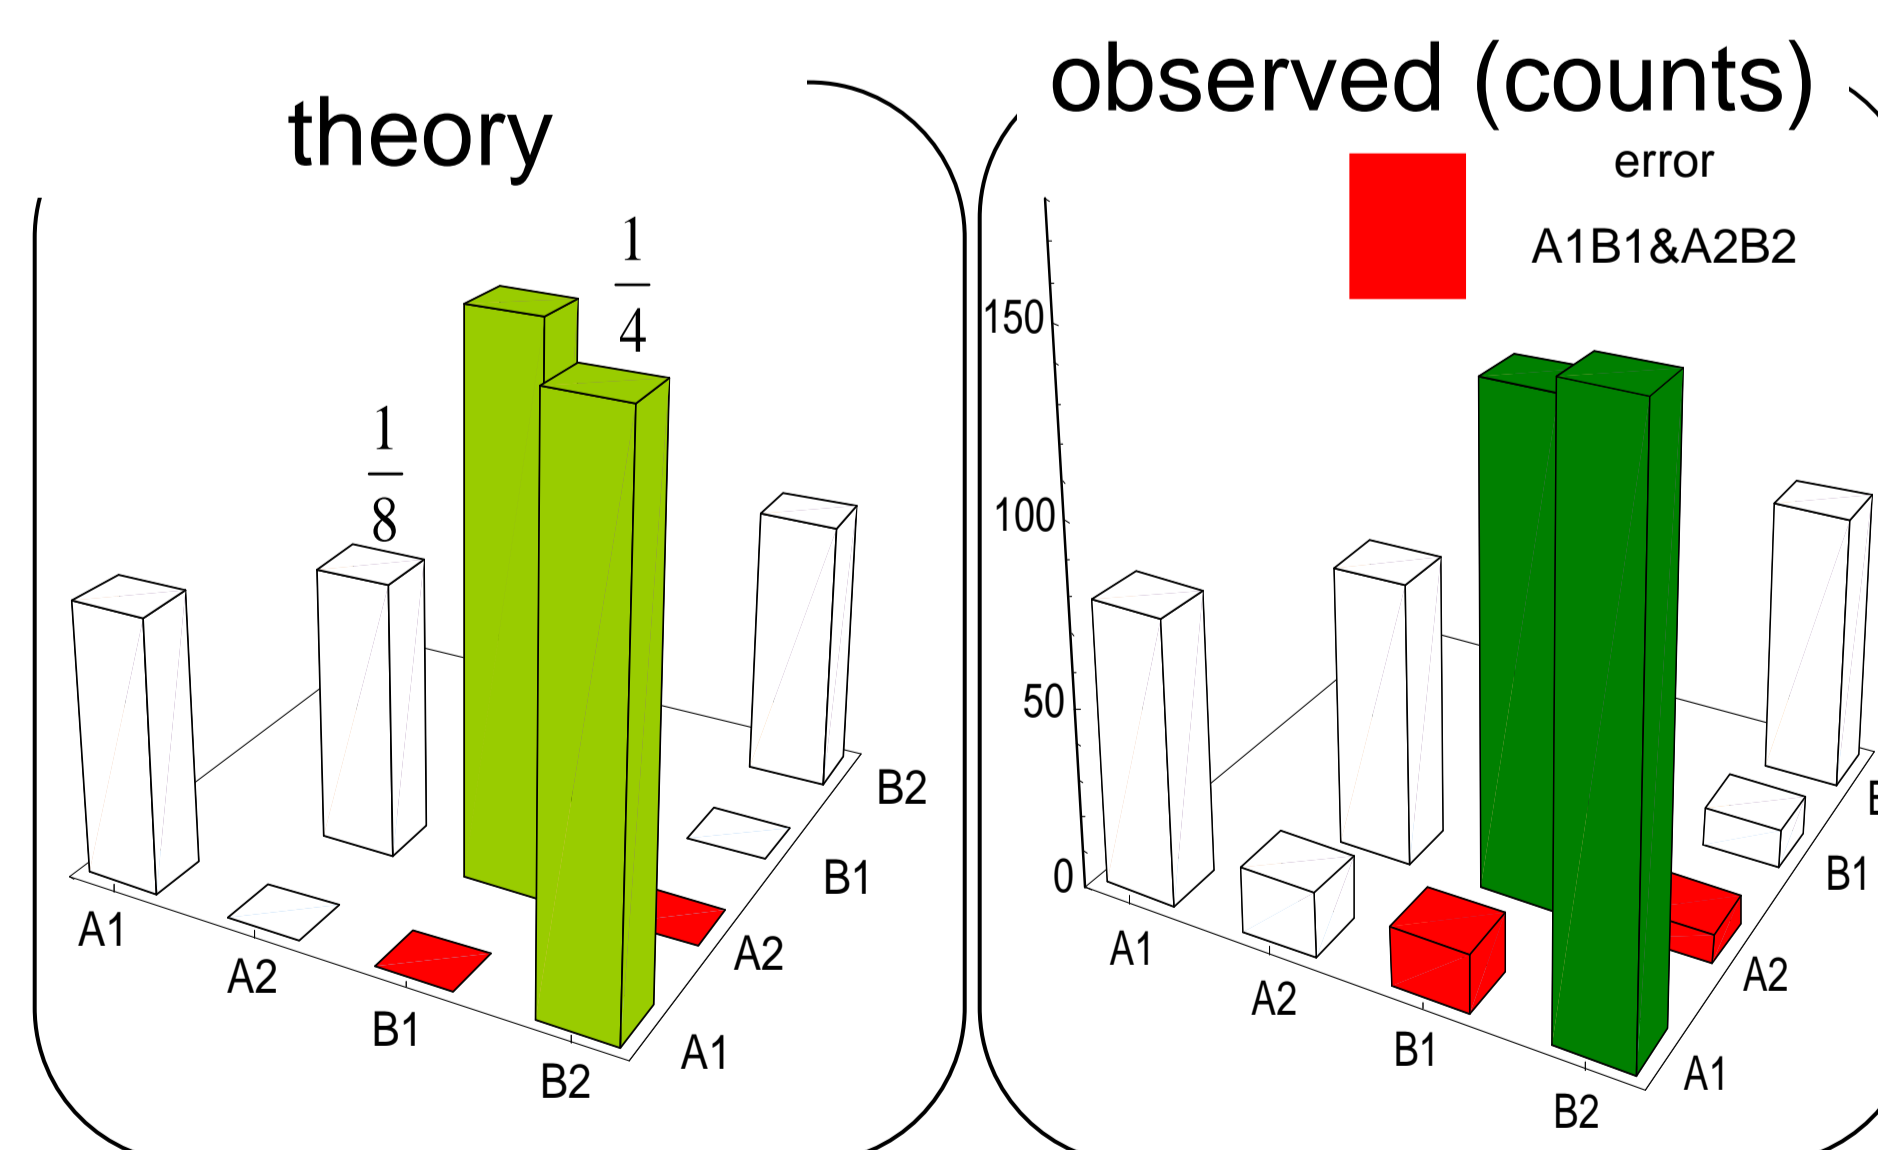 theory
1
4
1
8
B2
B1
A2
A1
A1
A2
B1
B2
observed (counts)
error
A1B1&A2B2
150
100
50
0
B1
A2
A1
A1
A2
B1
B2